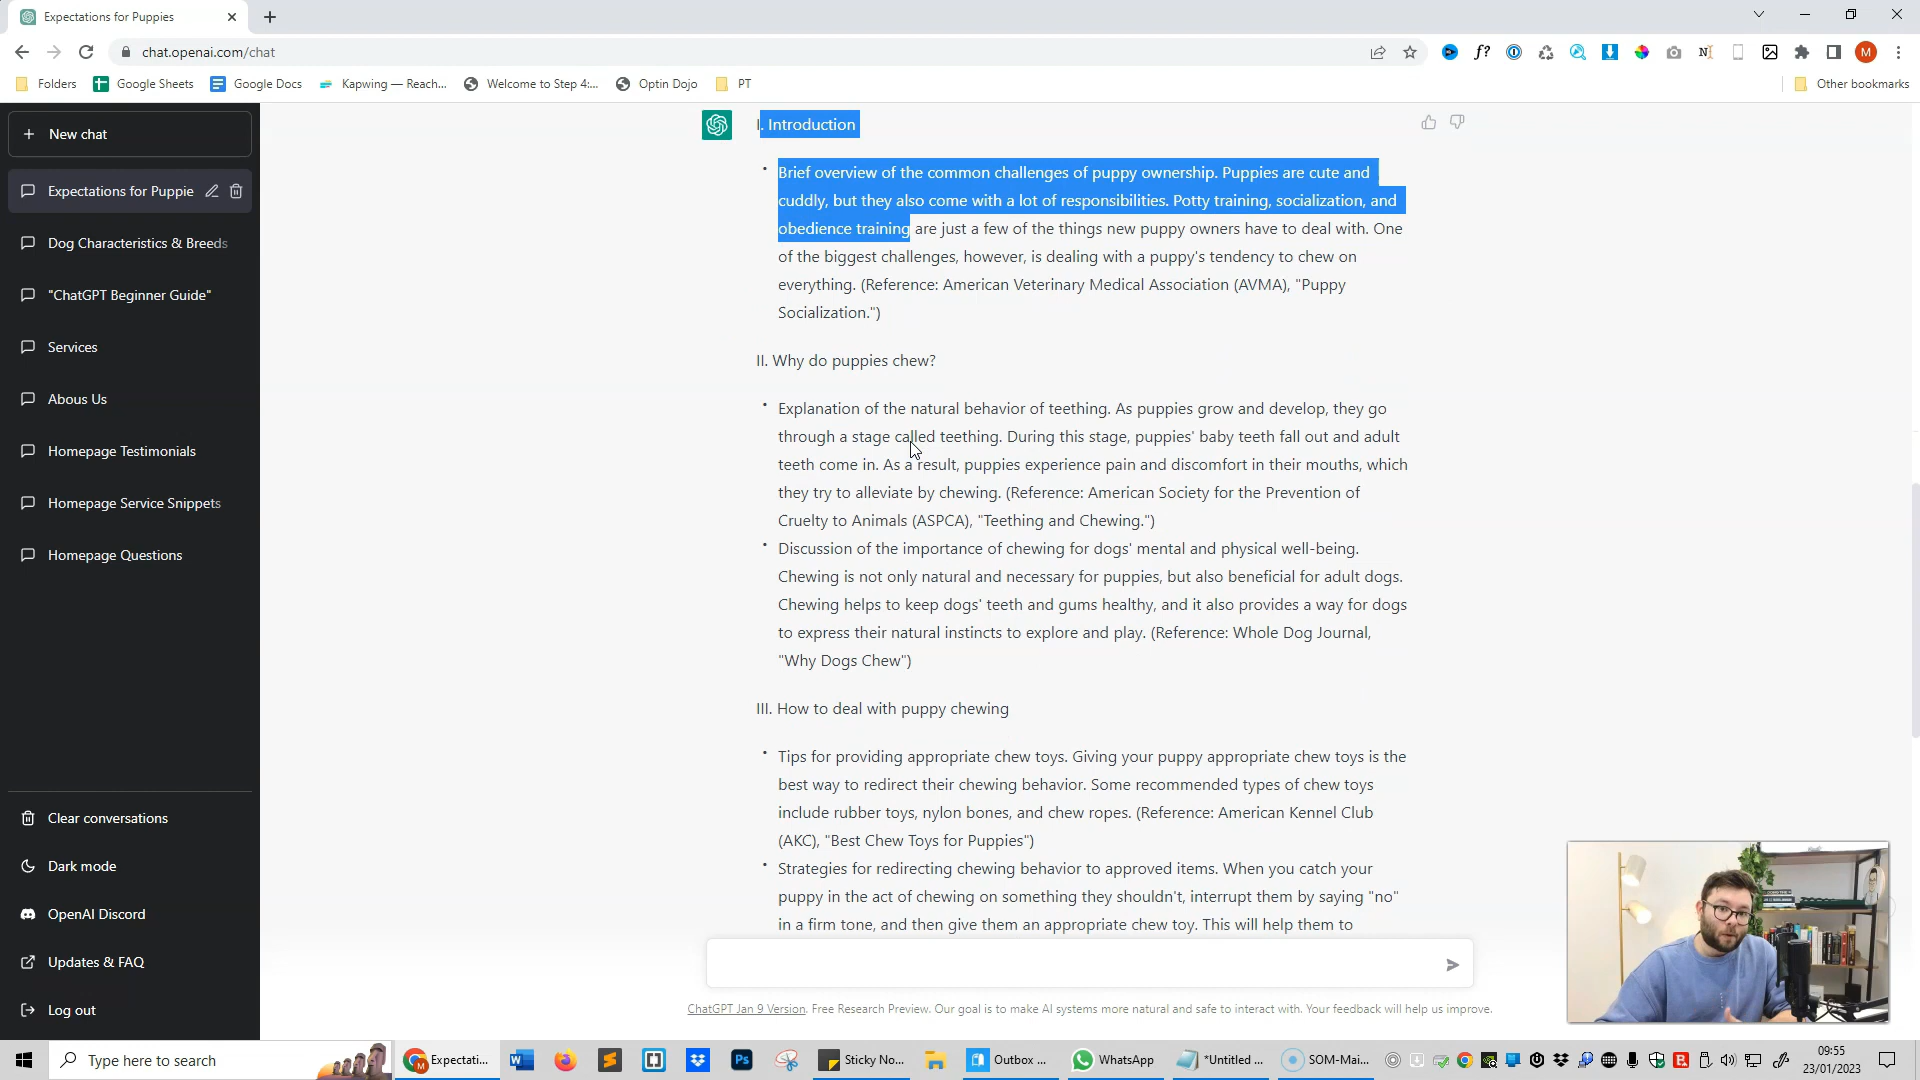 Expectations for Puppies
chat.openai.com/chat
f?
M
Folders
Google Sheets
Google Docs
Kapwing — Reach...
Welcome to Step 4:...
Optin Dojo
PT
Other bookmarks
New chat
Expectations for Puppie
Dog Characteristics & Breeds
"ChatGPT Beginner Guide"
Services
Abous Us
Homepage Testimonials
Homepage Service Snippets
Homepage Questions
Clear conversations
Dark mode
OpenAI Discord
Updates & FAQ
Log out
I. Introduction
Brief overview of the common challenges of puppy ownership. Puppies are cute and
cuddly, but they also come with a lot of responsibilities. Potty training, socialization, and
obedience training are just a few of the things new puppy owners have to deal with. One
of the biggest challenges, however, is dealing with a puppy's tendency to chew on
everything. (Reference: American Veterinary Medical Association (AVMA), "Puppy
Socialization.")
II. Why do puppies chew?
Explanation of the natural behavior of teething. As puppies grow and develop, they go
through a stage called teething. During this stage, puppies' baby teeth fall out and adult
teeth come in. As a result, puppies experience pain and discomfort in their mouths, which
they try to alleviate by chewing. (Reference: American Society for the Prevention of
Cruelty to Animals (ASPCA), "Teething and Chewing.")
Discussion of the importance of chewing for dogs' mental and physical well-being.
Chewing is not only natural and necessary for puppies, but also beneficial for adult dogs.
Chewing helps to keep dogs' teeth and gums healthy, and it also provides a way for dogs
to express their natural instincts to explore and play. (Reference: Whole Dog Journal,
"Why Dogs Chew")
III. How to deal with puppy chewing
Tips for providing appropriate chew toys. Giving your puppy appropriate chew toys is the
best way to redirect their chewing behavior. Some recommended types of chew toys
include rubber toys, nylon bones, and chew ropes. (Reference: American Kennel Club
(AKC), "Best Chew Toys for Puppies")
Strategies for redirecting chewing behavior to approved items. When you catch your
puppy in the act of chewing on something they shouldn't, interrupt them by saying "no"
in a firm tone, and then give them an appropriate chew toy. This will help them to
ChatGPT Jan 9 Version. Free Research Preview. Our goal is to make AI systems more natural and safe to interact with. Your feedback will help us improve.
Type here to search
Expectati...
Ps
Sticky No...
Outbox ...
WhatsApp
*Untitled ...
SOM-Mai...
09:55
23/01/2023